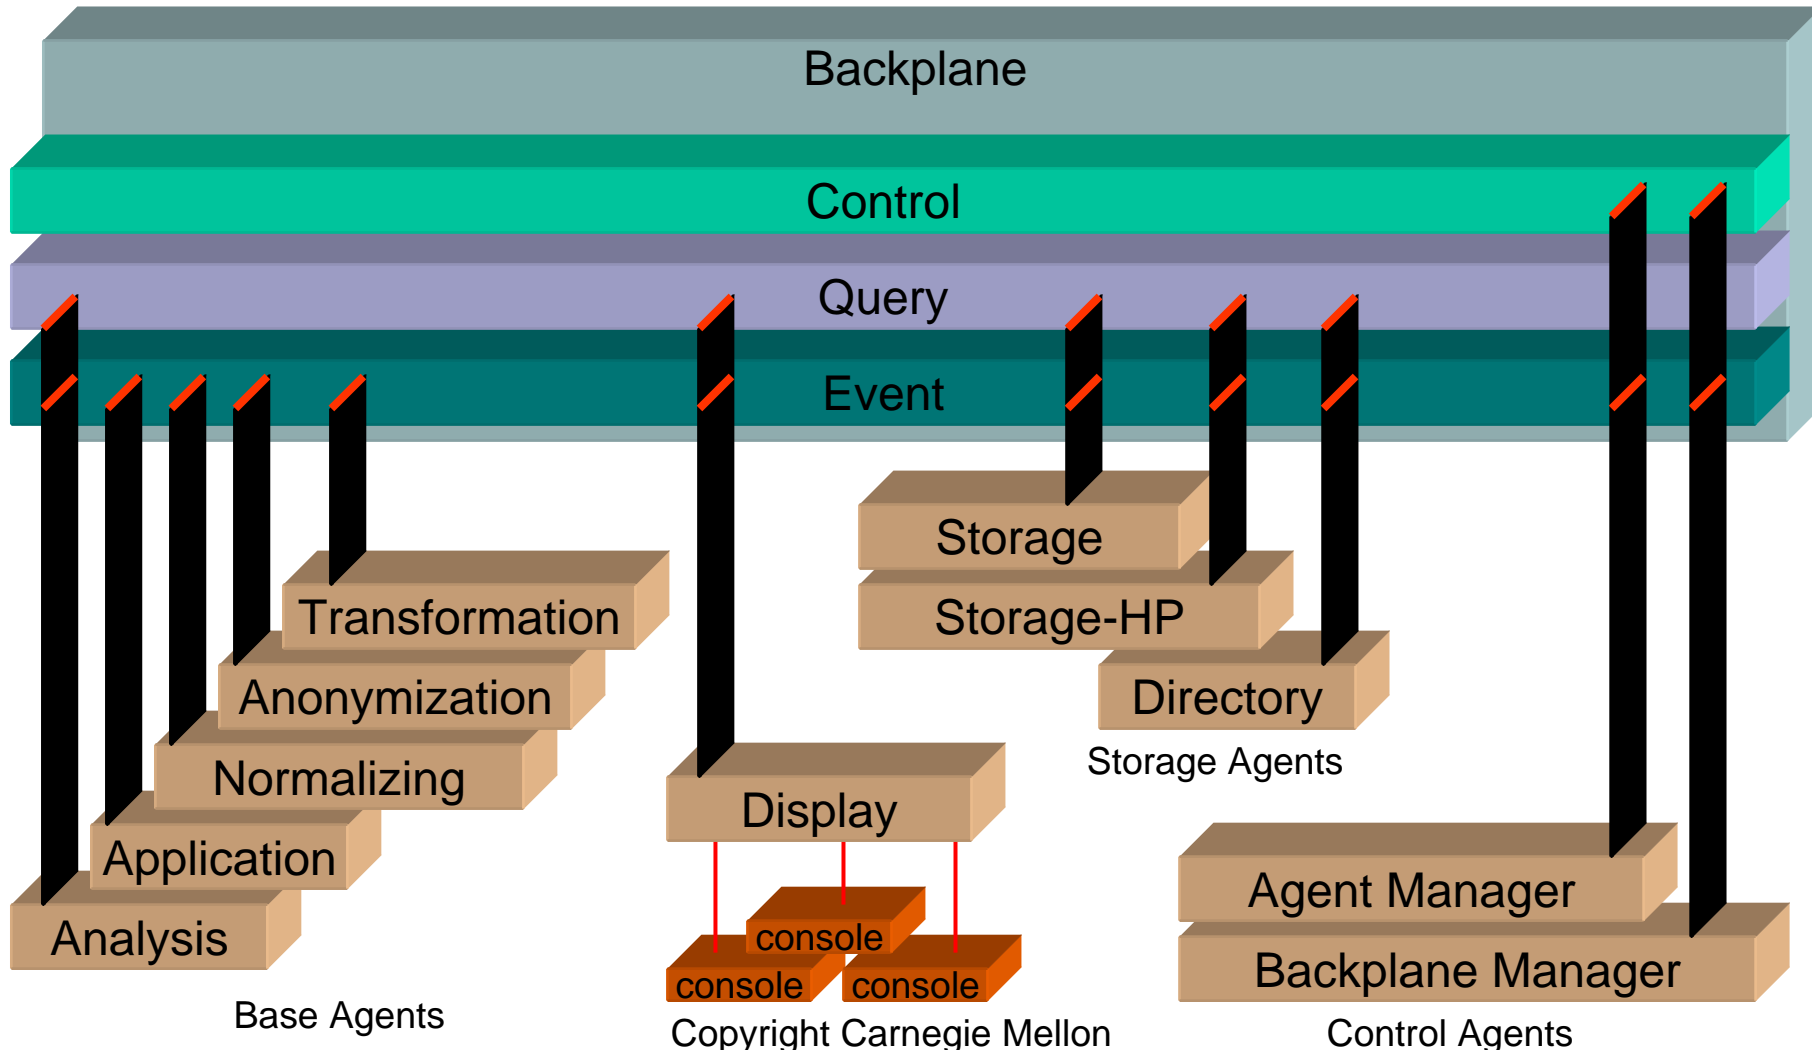 Backplane
Control
Query
Event
Storage
Transformation
Storage-HP
Anonymization
Directory
Normalizing
Storage Agents
Display
Application
Agent Manager
Analysis
console
Backplane Manager
console
console
Base Agents
Copyright Carnegie Mellon
Control Agents